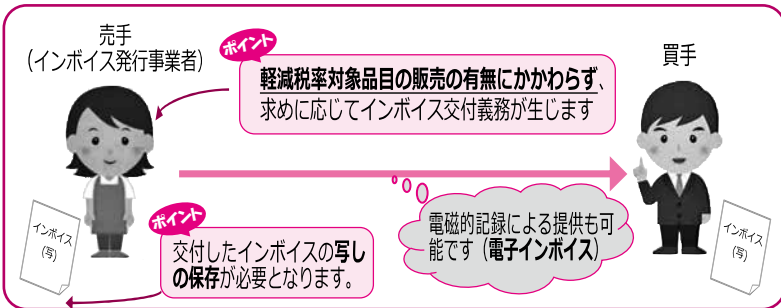 売手
（インボイス発行事業者）
ポイント
軽減税率対象品目の販売の有無にかかわらず、
求めに応じてインボイス交付義務が生じます
買手
インボイス
（写）
ポイント
交付したインボイスの写し
の保存が必要となります。
電磁的記録による提供も可
能です（電子インボイス）
インボイス
（写）